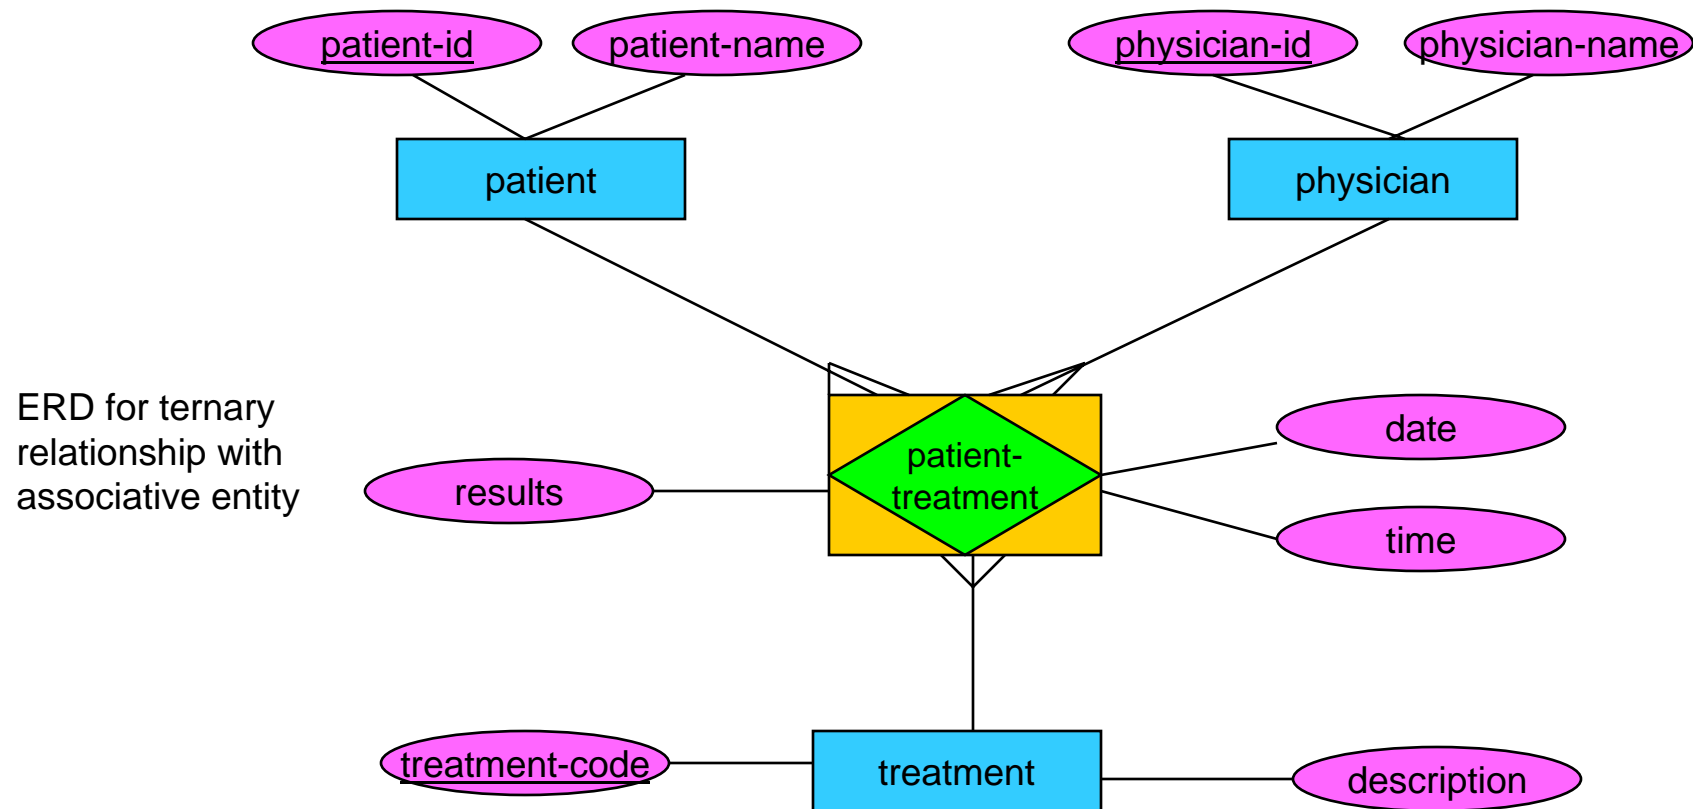 patient-id
patient-name
physician-id
physician-name
patient
physician
ERD for ternary
relationship with
associative entity
results
patient-
treatment
date
time
treatment-code
treatment
description